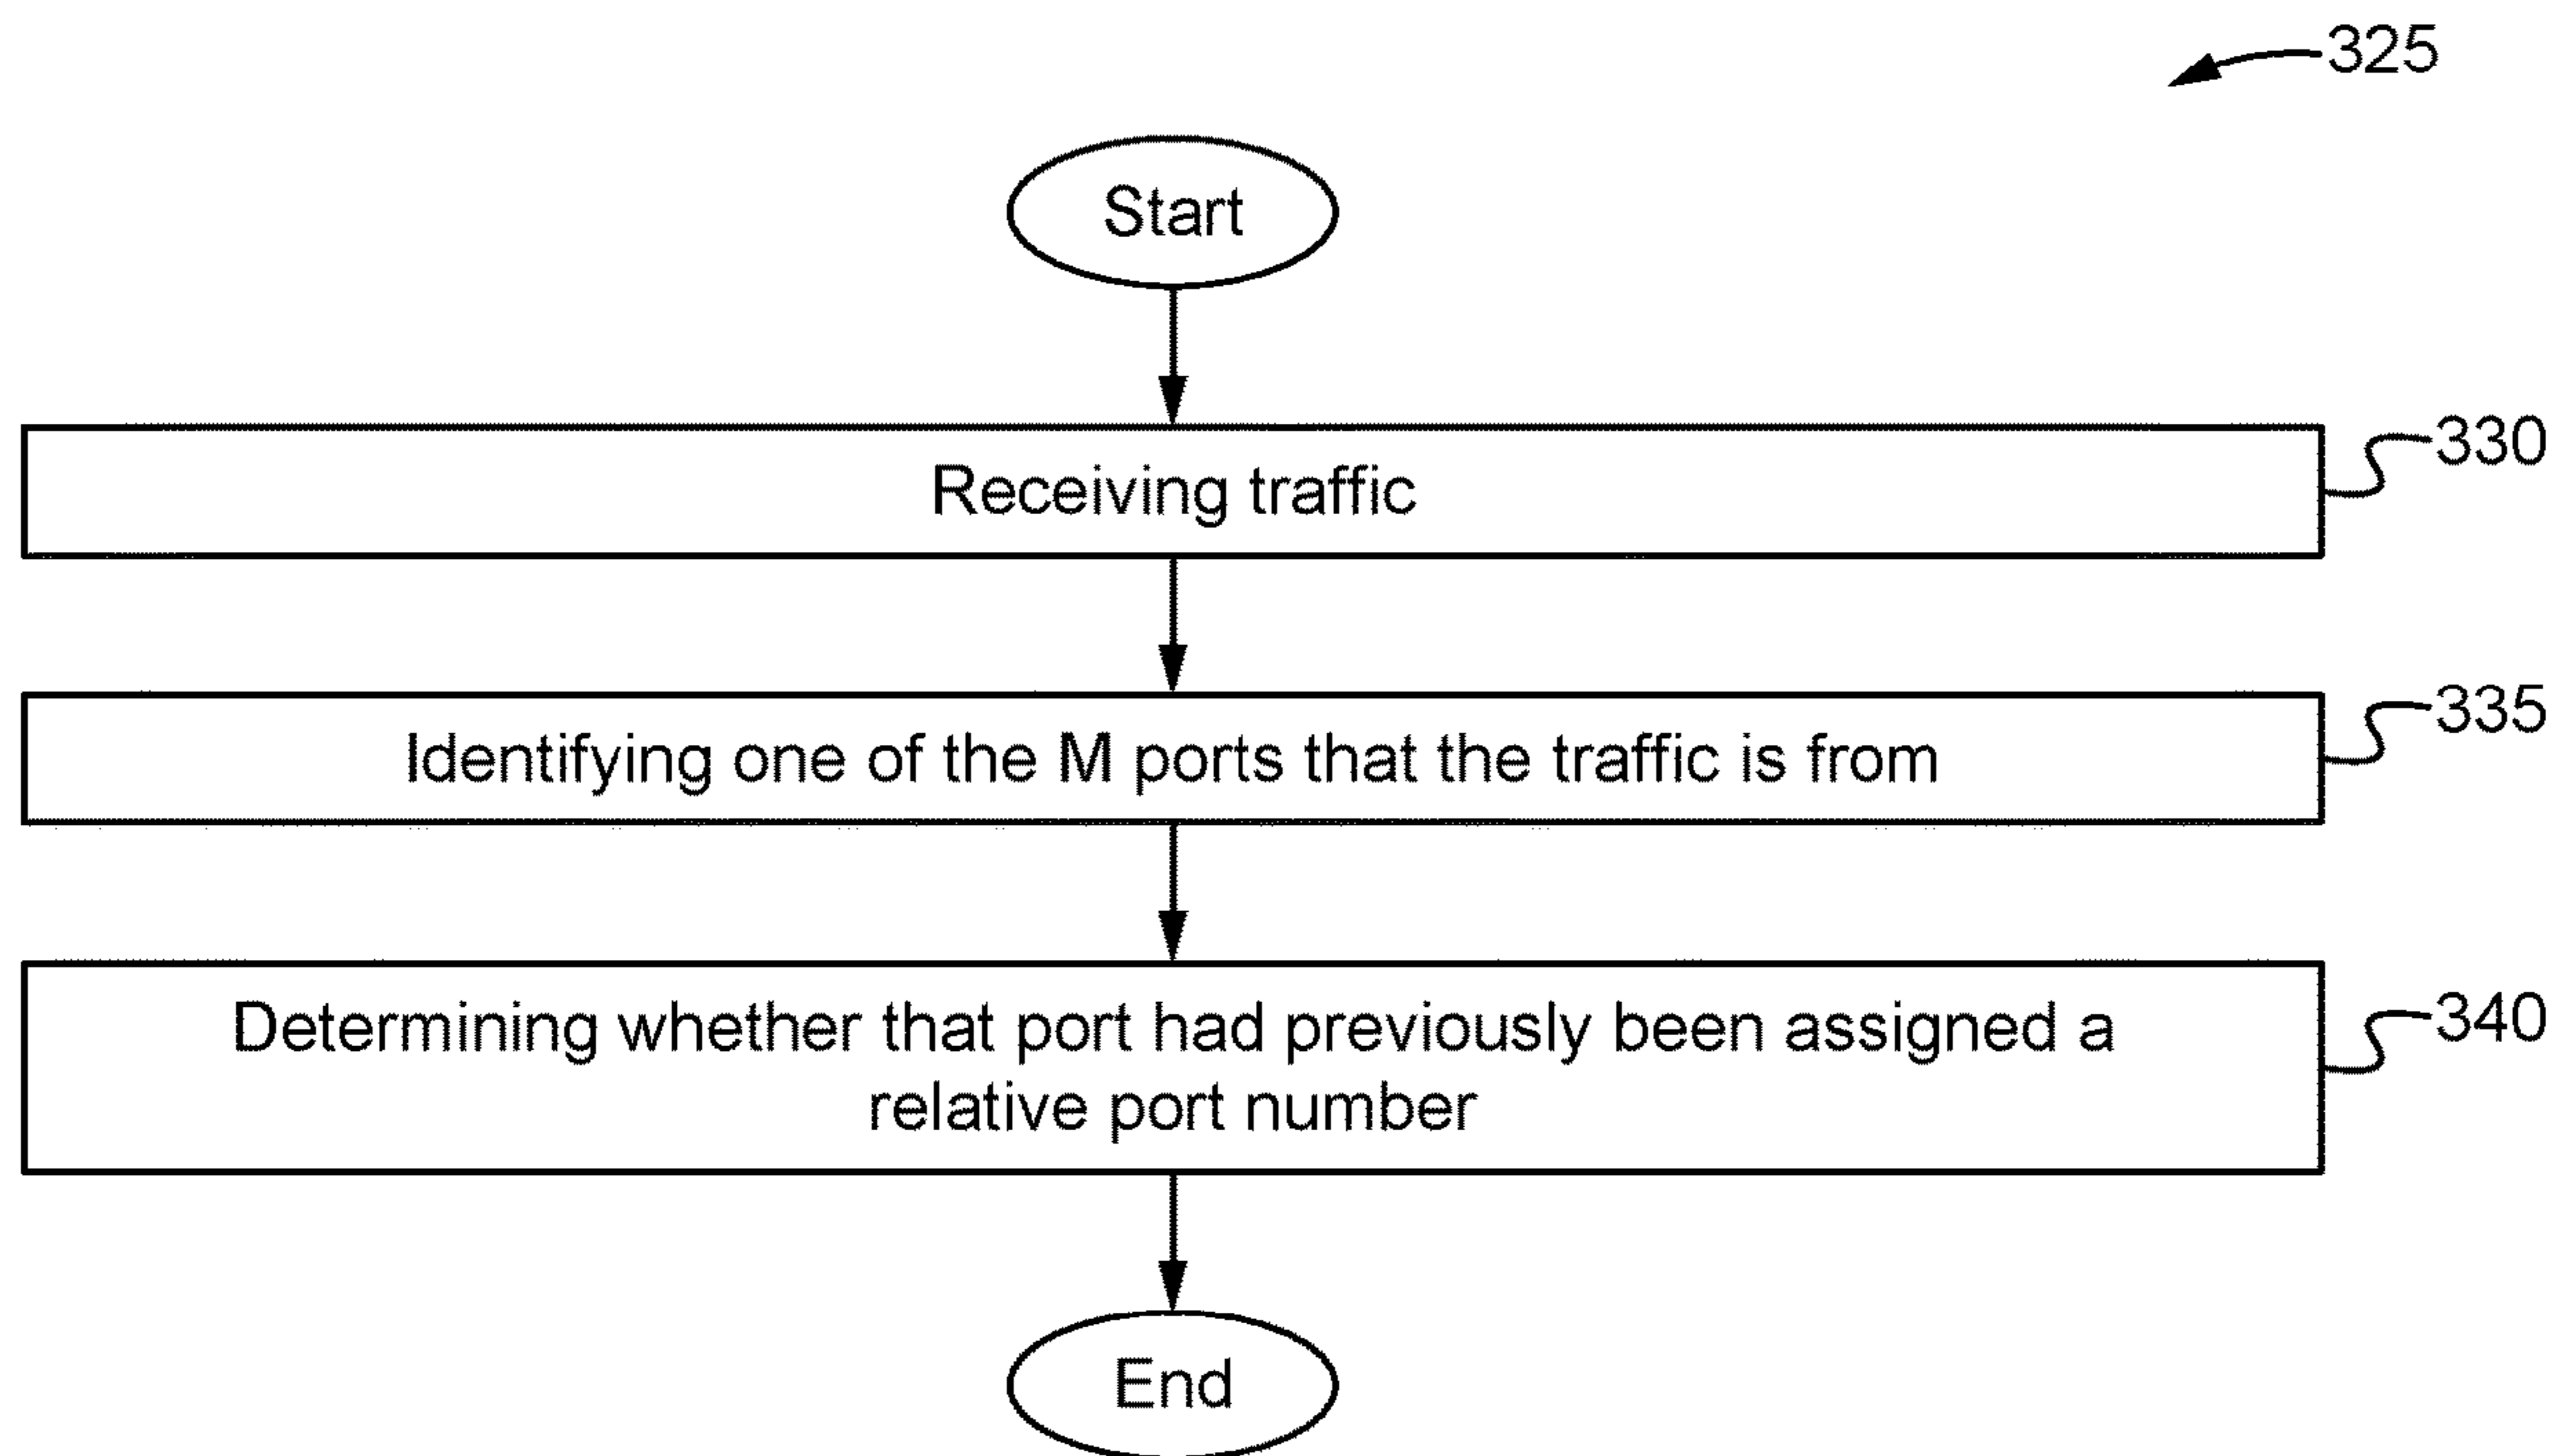 325
Start
Receiving traffic
330
Identifying one of the M ports that the traffic is from
335
Determining whether that port had previously been assigned a
relative port number
340
End